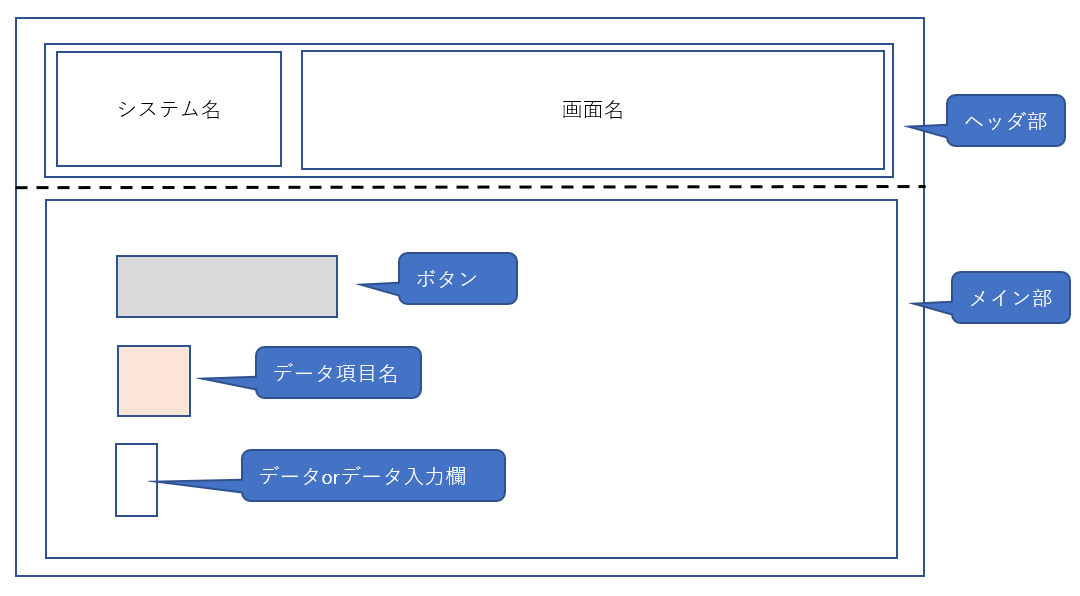 システム名
画面名
ヘッダ部
ボタン
メイン部
データ項目名
データorデータ入力欄